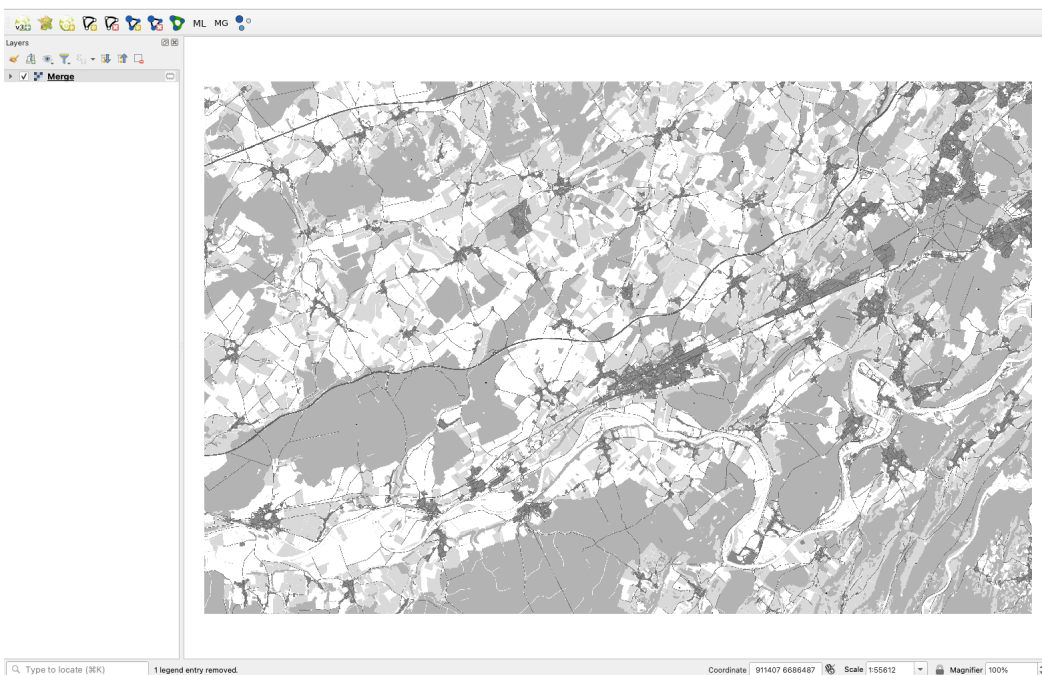 v3 ML MG
Layers
Merge
Type to locate (⌘K) 1 legend entry removed. Coordinate 911407 6686487 Scale 1:55612 Magnifier 100%